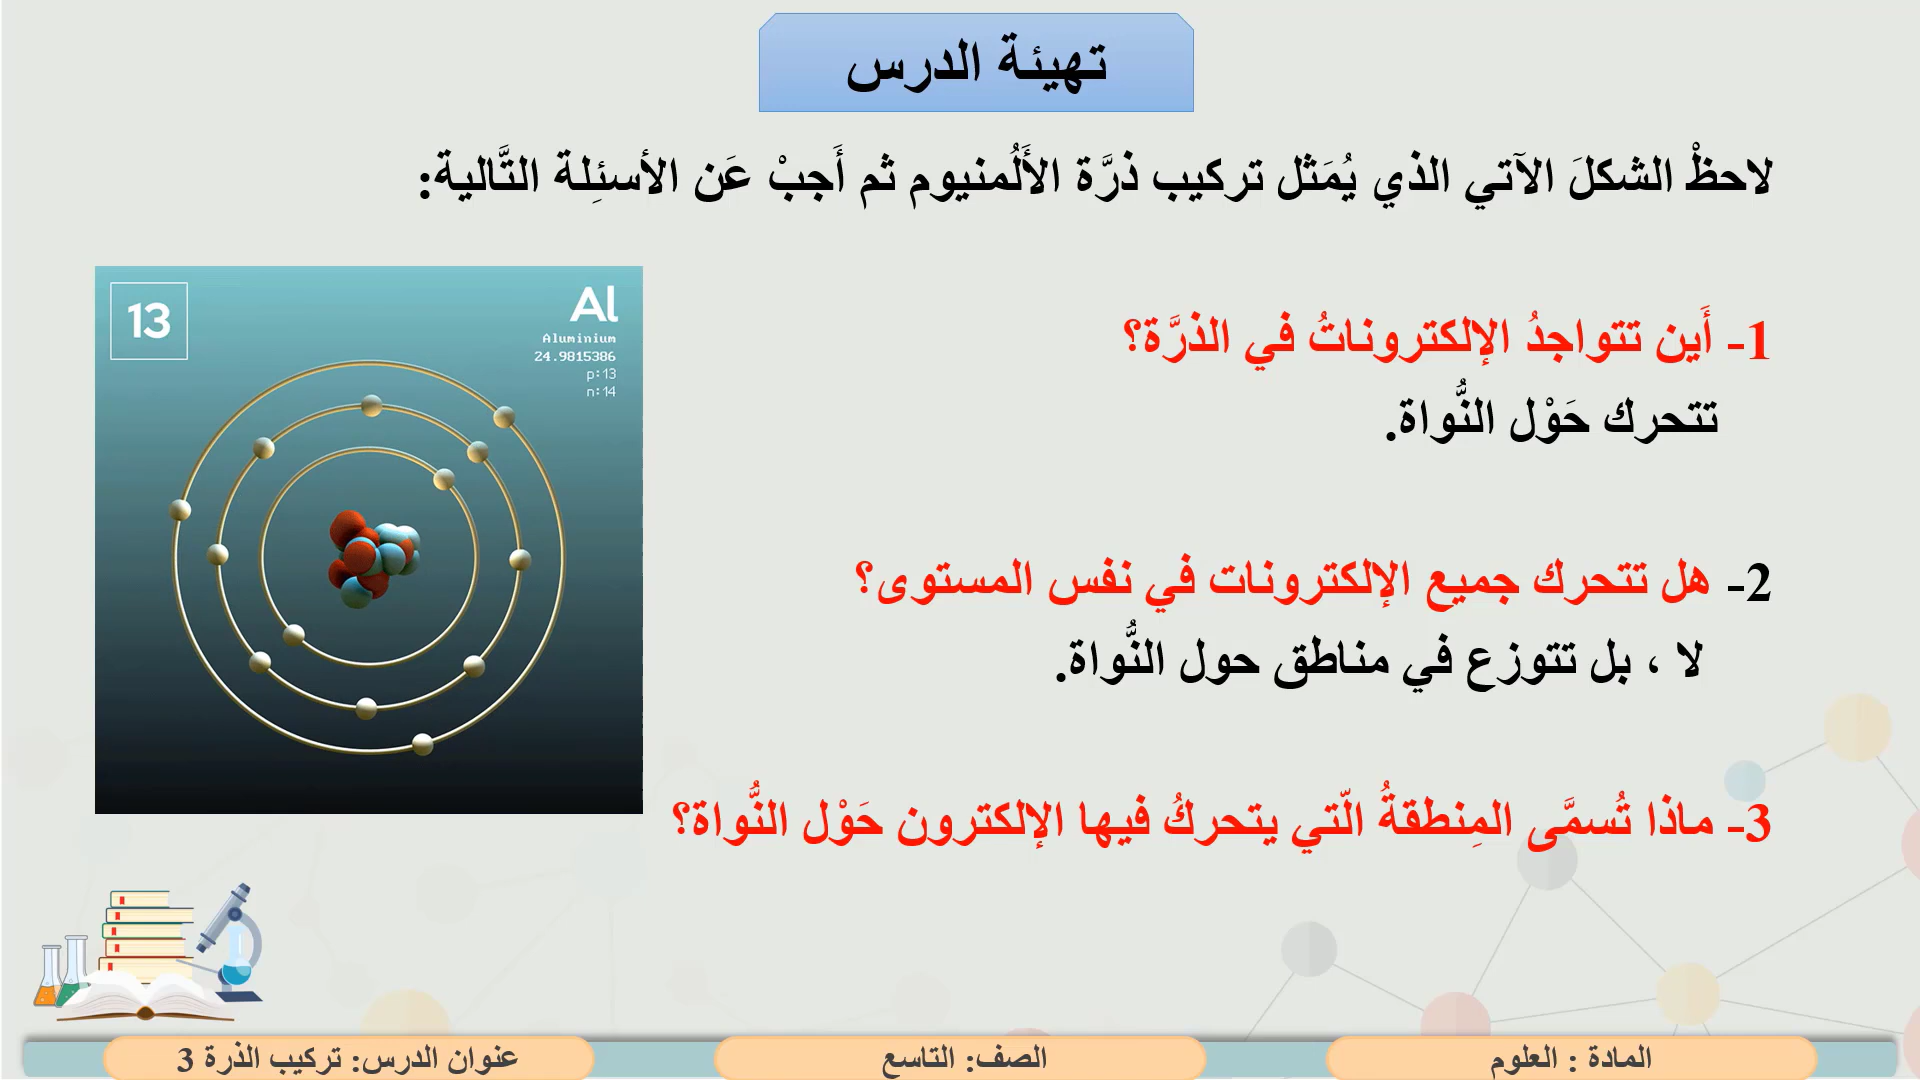 تهيئة الدرس
لاحظْ الشكلَ الآتي الذي يُمَثل تركيب ذرَّة الأَلُمنيوم ثم أَجبْ عَن الأسئِلة التَّالية:
1- أَين تتواجدُ الإلكتروناتُ في الذرَّة؟
تتحرك حَوْل النُّواة.
2- هل تتحرك جميع الإلكترونات في نفس المستوى؟
لا ، بل تتوزع في مناطق حول النُّواة.
3- ماذا تُسمَّى المِنطقةُ الّتي يتحركُ فيها الإلكترون حَوْل النُّواة؟
13
Al
Aluminium
24.9815386
p:13
n:14
المادة : العلوم
الصف: التاسع
عنوان الدرس: تركيب الذرة 3